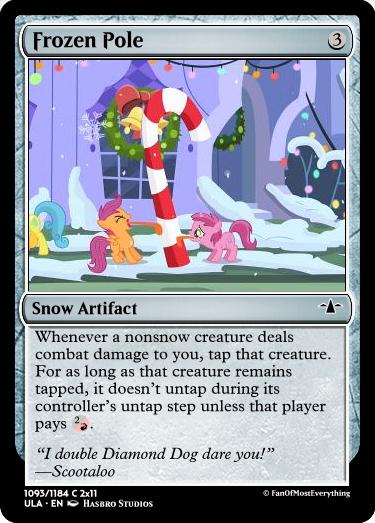 Frozen Pole 3
Snow Artifact
Whenever a nonsnow creature deals
combat damage to you, tap that creature.
For as long as that creature remains
tapped, it doesn't untap during its
controller's untap step unless that player
pays 2.
“I double Diamond Dog dare you!”
—Scootaloo
1093/1184 C 2x11
ULA · EN Hasbro Studios
© FanOfMostEverything